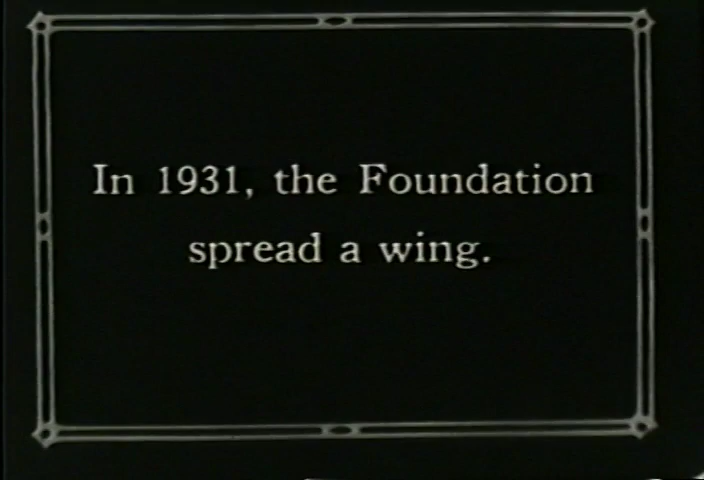 In 1931, the Foundation
spread a wing.